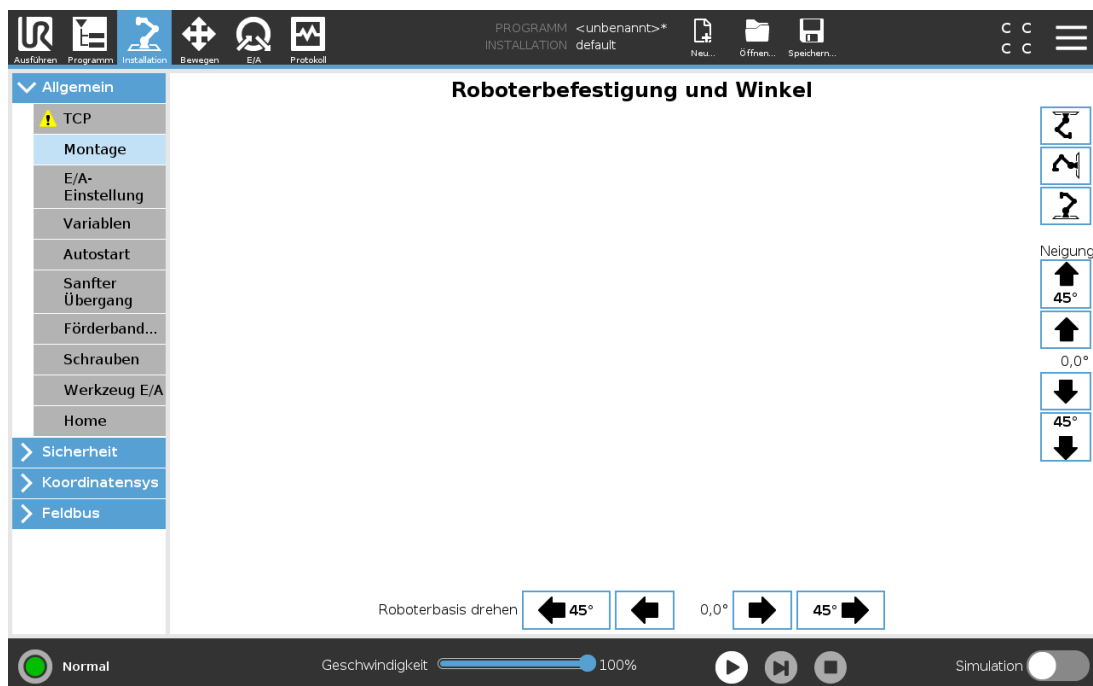 PROGRAMM <unbenannt>*
INSTALLATION default
Ausführen
Programm
Installation
Bewegen
E/A
Protokoll
Neu...
Öffnen...
Speichern...
C C
C C
Allgemein
TCP
Montage
E/A-
Einstellung
Variablen
Autostart
Sanfter
Übergang
Förderband...
Schrauben
Werkzeug E/A
Home
Sicherheit
Koordinatensys
Feldbus
Roboterbefestigung und Winkel
Neigung
45°
0,0°
45°
Roboterbasis drehen 45° 0,0° 45°
Normal
Geschwindigkeit 100%
Simulation